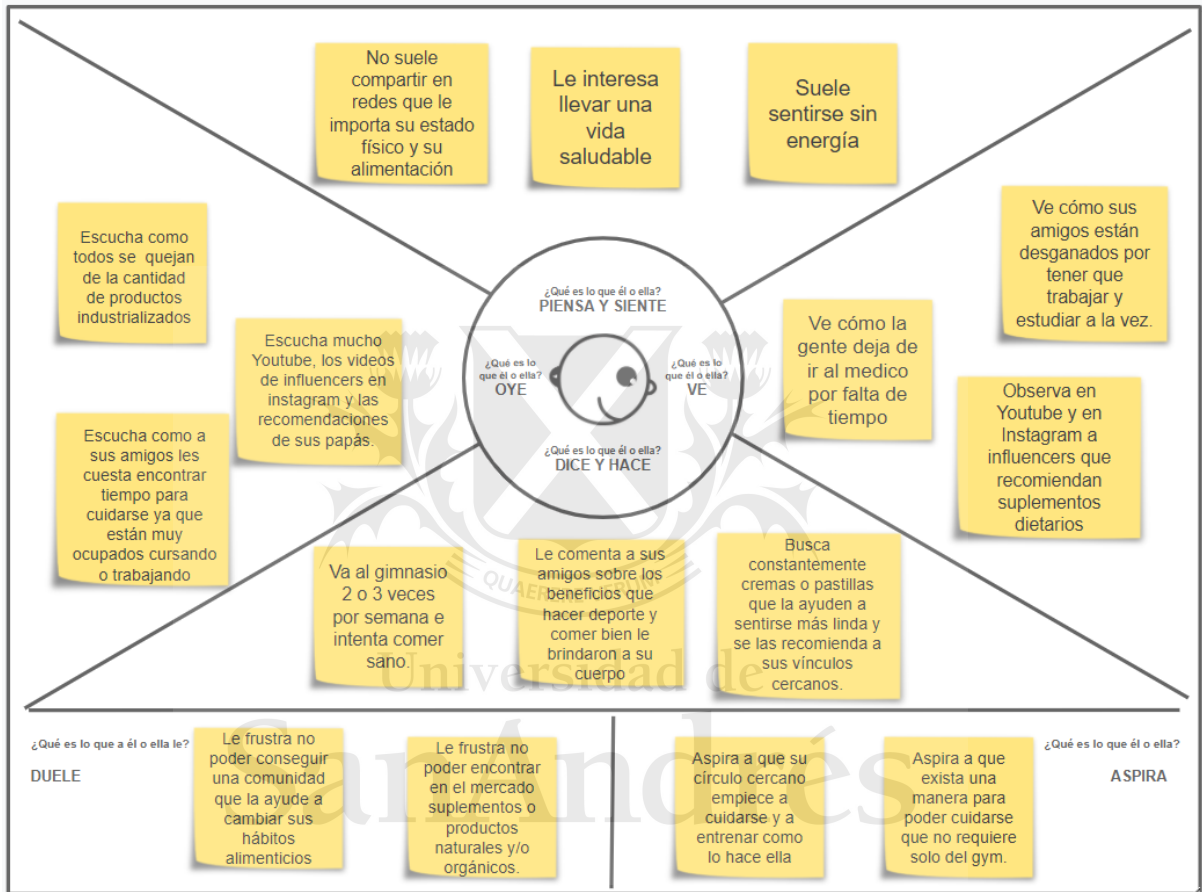 No suele
compartir en
redes que le
importa su estado
físico y su
alimentación
Le interesa
llevar una
vida
saludable
Suele
sentirse sin
energía
Escucha como
todos se quejan
de la cantidad
de productos
industrializados
Escucha mucho
Youtube, los videos
de influencers en
instagram y las
recomendaciones
de sus papás.
Escucha como a
sus amigos les
cuesta encontrar
tiempo para
cuidarse ya que
están muy
ocupados cursando
o trabajando
¿Qué es lo que él o ella?
PIENSA Y SIENTE
¿Qué es lo
que él o ella?
OYE
¿Qué es lo
que él o ella?
VE
¿Qué es lo que él o ella?
DICE Y HACE
Ve cómo sus
amigos están
desganados por
tener que
trabajar y
estudiar a la vez.
Ve cómo la
gente deja de
ir al medico
por falta de
tiempo
Observa en
Youtube y en
Instagram a
influencers que
recomiendan
suplementos
dietarios
Va al gimnasio
2 o 3 veces
por semana e
intenta comer
sano.
Le comenta a sus
amigos sobre los
beneficios que
hacer deporte y
comer bien le
brindaron a su
cuerpo
Busca
constantemente
cremas o pastillas
que la ayuden a
sentirse más linda y
se las recomienda a
sus vínculos
cercanos.
QUAERERE VERUM
Universidad de
SanAndrés
¿Qué es lo que a él o ella le?
DUELE
Le frustra no
poder conseguir
una comunidad
que la ayude a
cambiar sus
hábitos
alimenticios
Le frustra no
poder encontrar
en el mercado
suplementos o
productos
naturales y/o
orgánicos.
Aspira a que su
círculo cercano
empiece a
cuidarse y a
entrenar como
lo hace ella
Aspira a que
exista una
manera para
poder cuidarse
que no requiere
solo del gym.
¿Qué es lo que él o ella?
ASPIRA